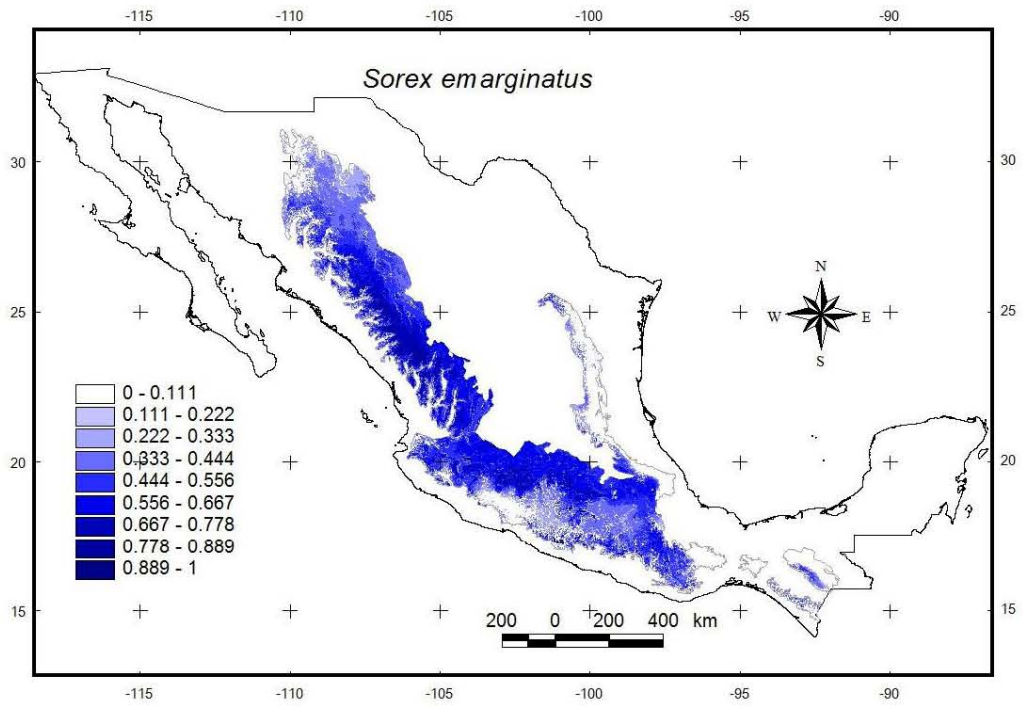 -115 -110 -105 -100 -95 -90
Sorex emarginatus
30 30
25 25
N
W E
S
0 - 0.111
0.111 - 0.222
0.222 - 0.333
0.333 - 0.444
0.444 - 0.556
0.556 - 0.667
0.667 - 0.778
0.778 - 0.889
0.889 - 1
20 20
15 15
200 0 200 400 km
-115 -110 -105 -100 -95 -90